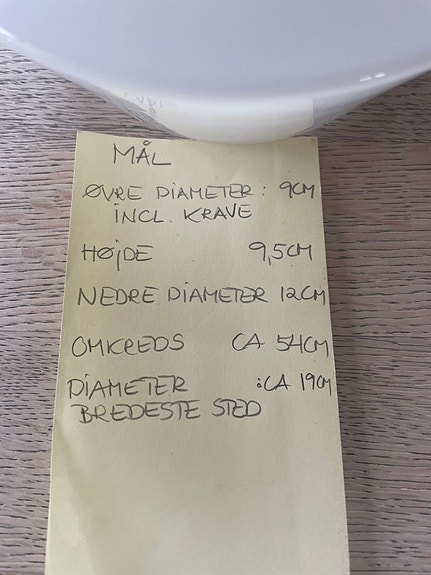 MÅL
ØVRE DIAMETER: 9CM
INCL. KRAVE
HØJDE 9,5CM
NEDRE DIAMETER 12CM
OMKREDS CA 54CM
DIAMETER :CA 19CM
BREDESTE STED